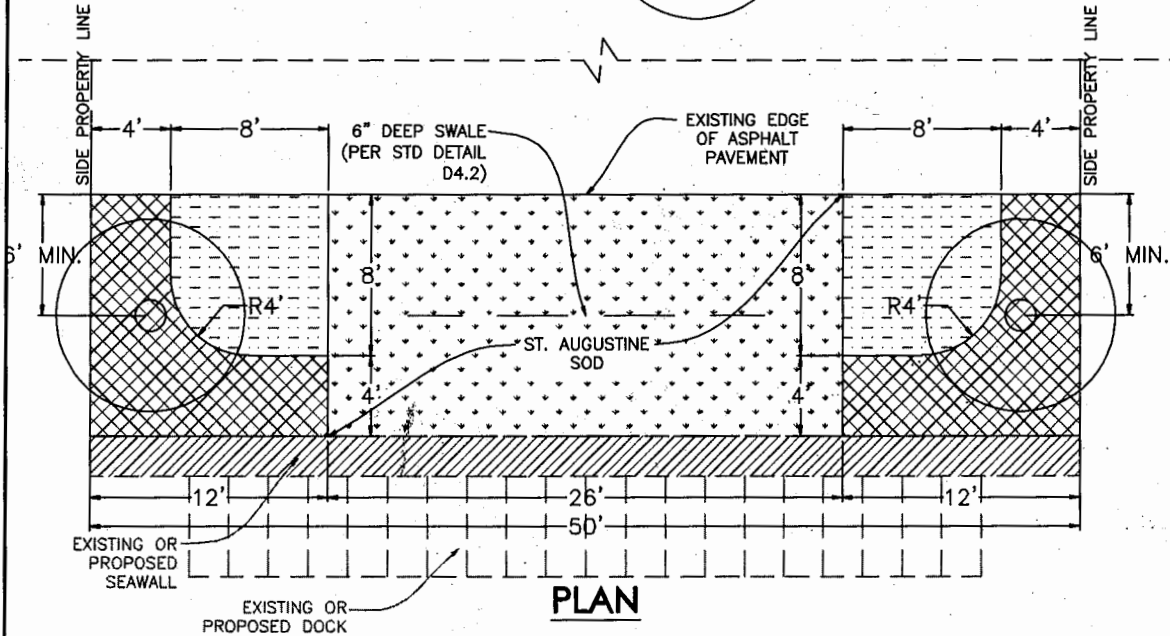 SIDE PROPERTY LINE
SIDE PROPERTY LINE
4'
8'
6" DEEP SWALE
(PER STD DETAIL
D4.2)
EXISTING EDGE
OF ASPHALT
PAVEMENT
8'
4'
6' MIN.
8'
8'
6' MIN.
R4'
R4'
ST. AUGUSTINE
SOD
4'
4'
12'
26'
12'
50'
EXISTING OR
PROPOSED
SEAWALL
EXISTING OR
PROPOSED DOCK
PLAN